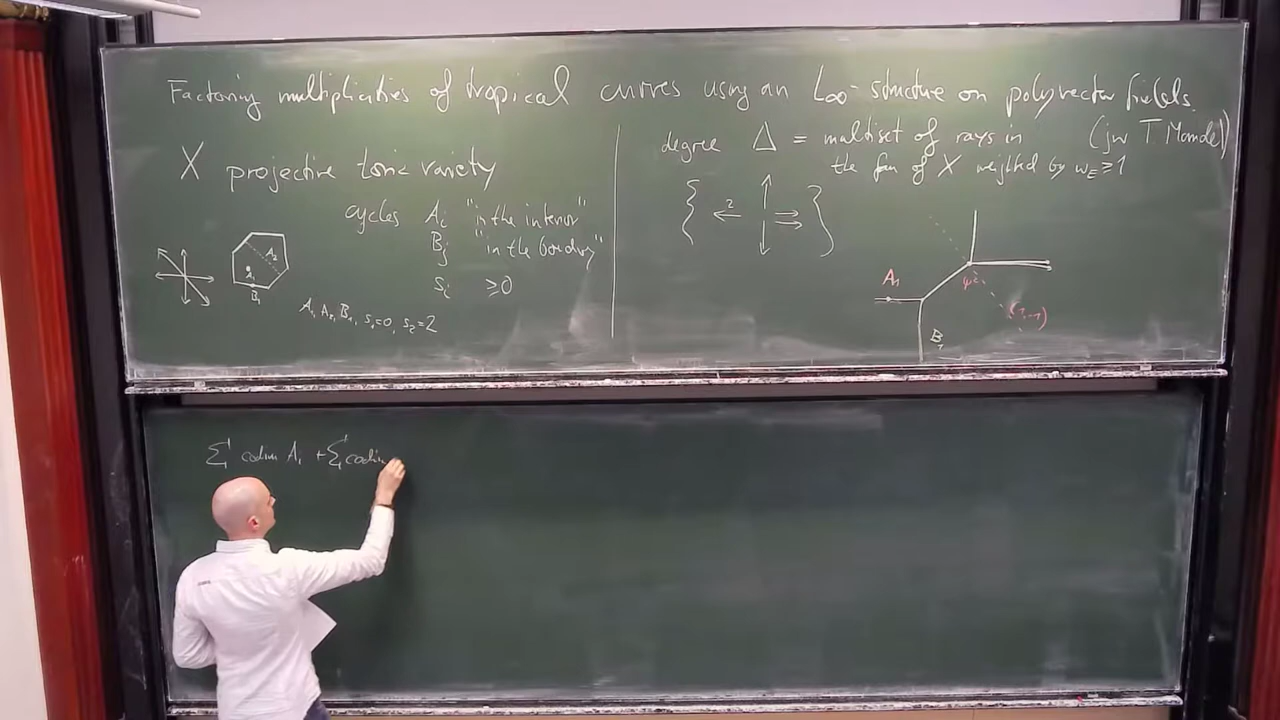 Factoring multiplicities of tropical curves using an L∞-structure on polyvector fields.
X projective toric variety
cycles A_i "in the interior"
B_j "in the boundary"
s_i ≥0
A_1
A_2
B_1
A_1, A_2, B_1, s_1=0, s_2=2
degree Δ = multiset of rays in (jw T Mandel)
the fan of X weighted by w_E≥1
{ 2 }
A_1
ψ²
(1,-1)
B_1
Σ codim A_i + Σ codim